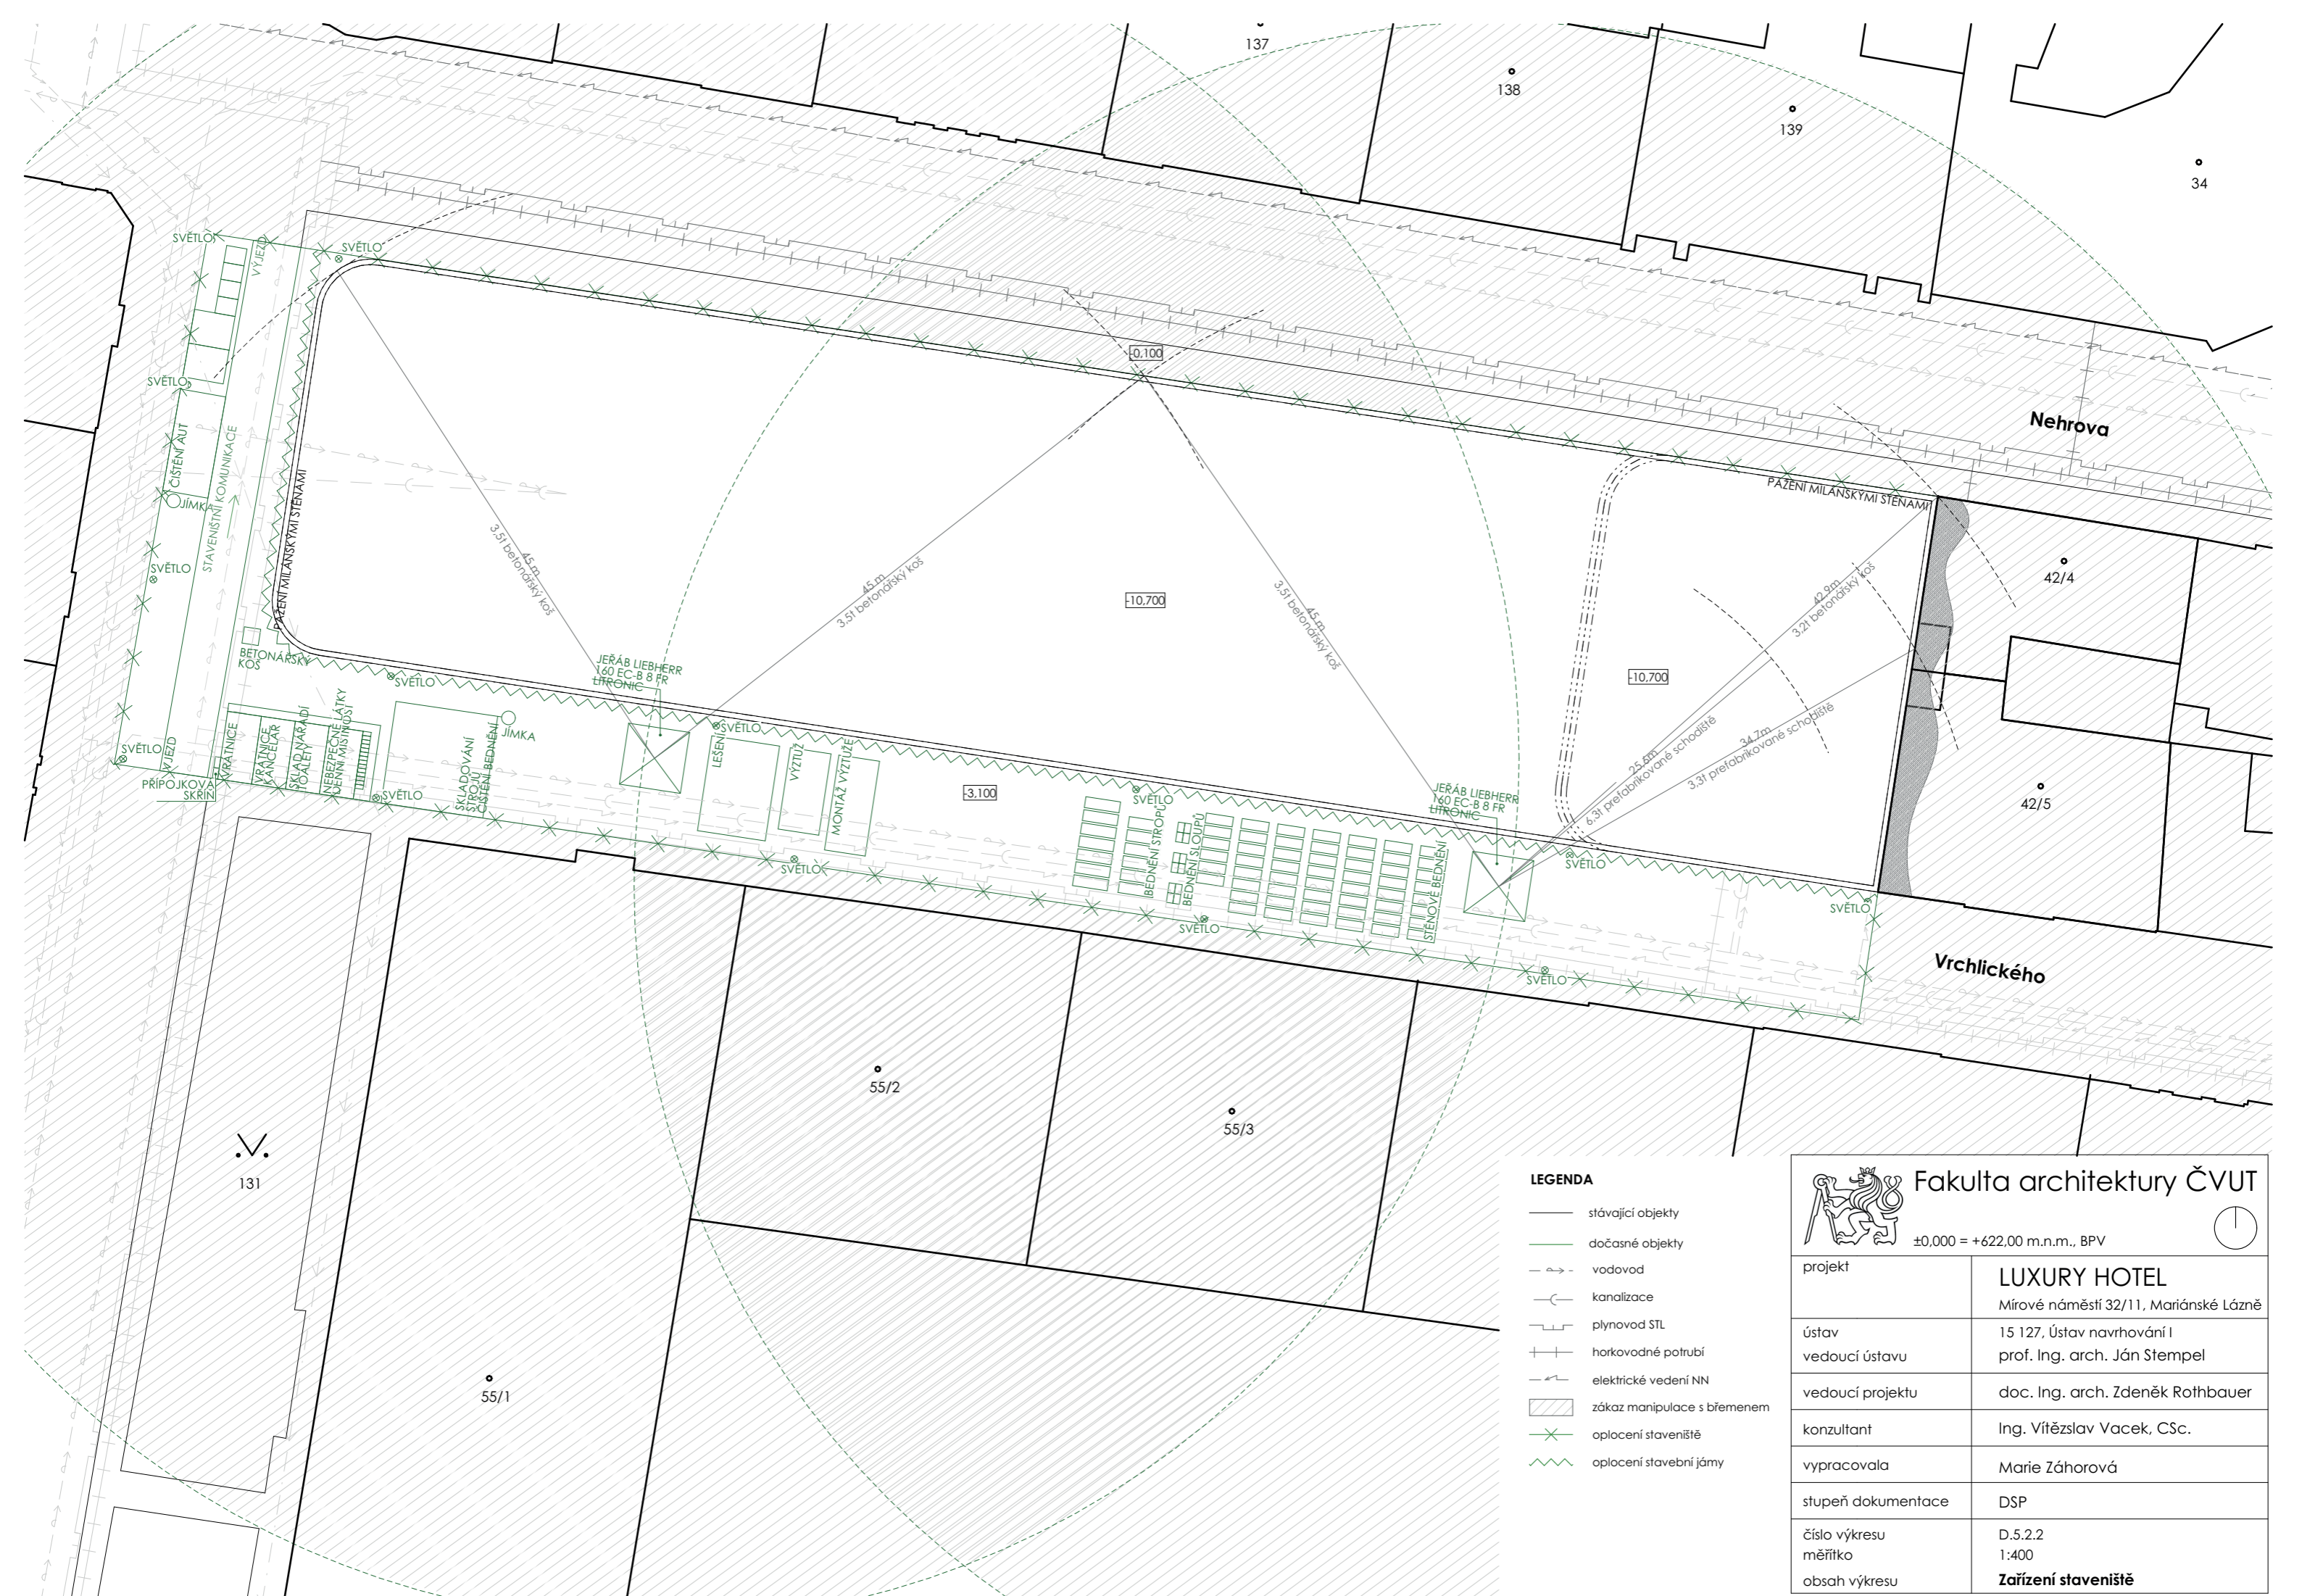 137
138
139
34
SVĚTLO
VÝJEZD
SVĚTLO
-0,100
SVĚTLO
Nehrova
ČIŠTĚNÍ AUT
JÍMKA
STAVENIŠTNÍ KOMUNIKACE
PAŽENÍ MILÁNSKÝMI STĚNAMI
PAŽENÍ MILÁNSKÝMI STĚNAMI
45 m
3.5t betonářský koš
45 m
3.5t betonářský koš
45 m
3.5t betonářský koš
42.9m
3.2t betonářský koš
42/4
SVĚTLO
-10,700
-10,700
BETONÁŘSKÝ
KOŠ
JEŘÁB LIEBHERR
160 EC-B 8 FR
LITRONIC
SVĚTLO
SVĚTLO
25.6m
6.3t prefabrikované schodiště
34.7m
3.3t prefabrikované schodiště
SVĚTLO
VJEZD
PŘÍPOJKOVÁ
SKŘÍŇ
VRÁTNICE
VRÁTNICE
KANCELÁŘ
SKLAD NÁŘADÍ
TOALETY
NEBEZPEČNÉ LÁTKY
DENNÍ MÍSTNOST
SVĚTLO
SKLADOVÁNÍ
STROJŮ
ČIŠTĚNÍ BEDNĚNÍ
JÍMKA
LEŠENÍ
VÝZTUŽ
MONTÁŽ VÝZTUŽE
-3,100
SVĚTLO
SVĚTLO
BEDNĚNÍ STROPŮ
BEDNĚNÍ SLOUPŮ
SVĚTLO
STĚNOVÉ BEDNĚNÍ
JEŘÁB LIEBHERR
160 EC-B 8 FR
LITRONIC
SVĚTLO
SVĚTLO
SVĚTLO
42/5
Vrchlického
55/2
55/3
131
55/1
LEGENDA
stávající objekty
dočasné objekty
vodovod
kanalizace
plynovod STL
horkovodné potrubí
elektrické vedení NN
zákaz manipulace s břemenem
oplocení staveniště
oplocení stavební jámy
Fakulta architektury ČVUT
±0,000 = +622,00 m.n.m., BPV
projekt
LUXURY HOTEL
Mírové náměstí 32/11, Mariánské Lázně
ústav
15 127, Ústav navrhování I
vedoucí ústavu
prof. Ing. arch. Ján Stempel
vedoucí projektu
doc. Ing. arch. Zdeněk Rothbauer
konzultant
Ing. Vítězslav Vacek, CSc.
vypracovala
Marie Záhorová
stupeň dokumentace
DSP
číslo výkresu
D.5.2.2
měřítko
1:400
obsah výkresu
Zařízení staveniště